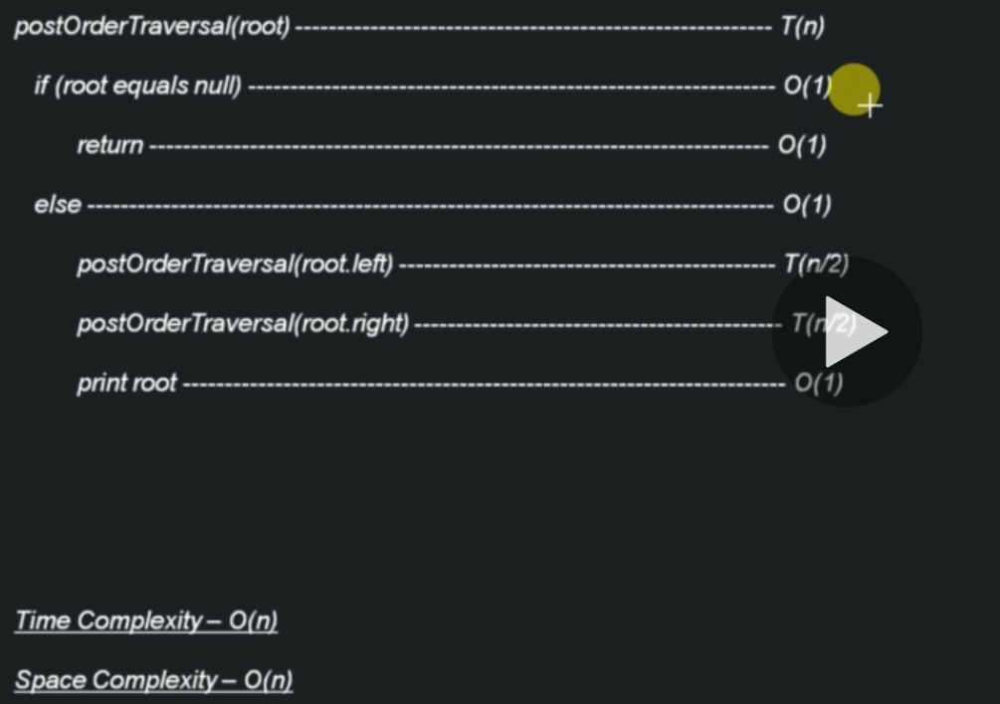 postOrderTraversal(root) ---------------------------------------------------------------- T(n)
if (root equals null) ----------------------------------------------------------------------- O(1)
return ----------------------------------------------------------------------------------- O(1)
else -------------------------------------------------------------------------------------------- O(1)
postOrderTraversal(root.left) -------------------------------------------------- T(n/2)
postOrderTraversal(root.right) ------------------------------------------------- T(n/2)
print root --------------------------------------------------------------------------------- O(1)
Time Complexity – O(n)
Space Complexity – O(n)